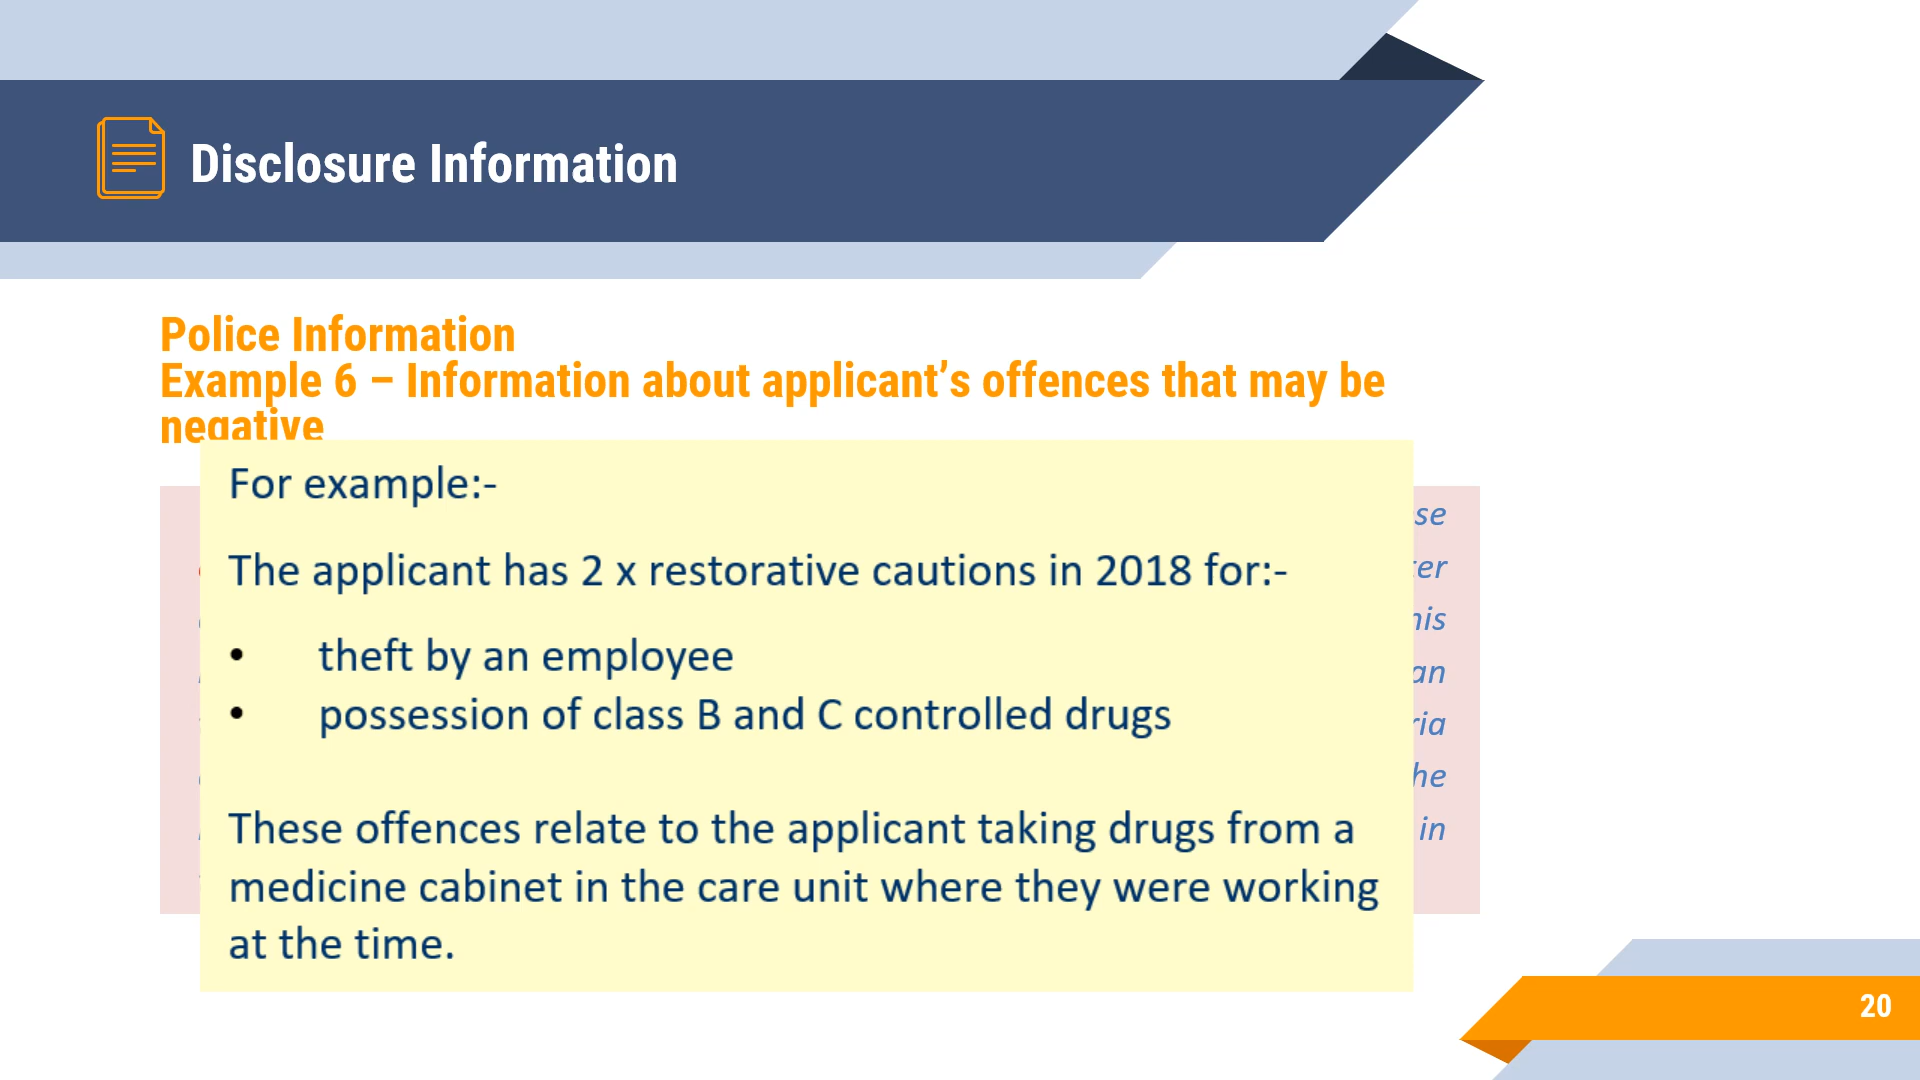 Disclosure Information
Police Information
Example 6 – Information about applicant’s offences that may be
negative
For example:-
The applicant has 2 x restorative cautions in 2018 for:-
• theft by an employee
• possession of class B and C controlled drugs
These offences relate to the applicant taking drugs from a
medicine cabinet in the care unit where they were working
at the time.
in
20